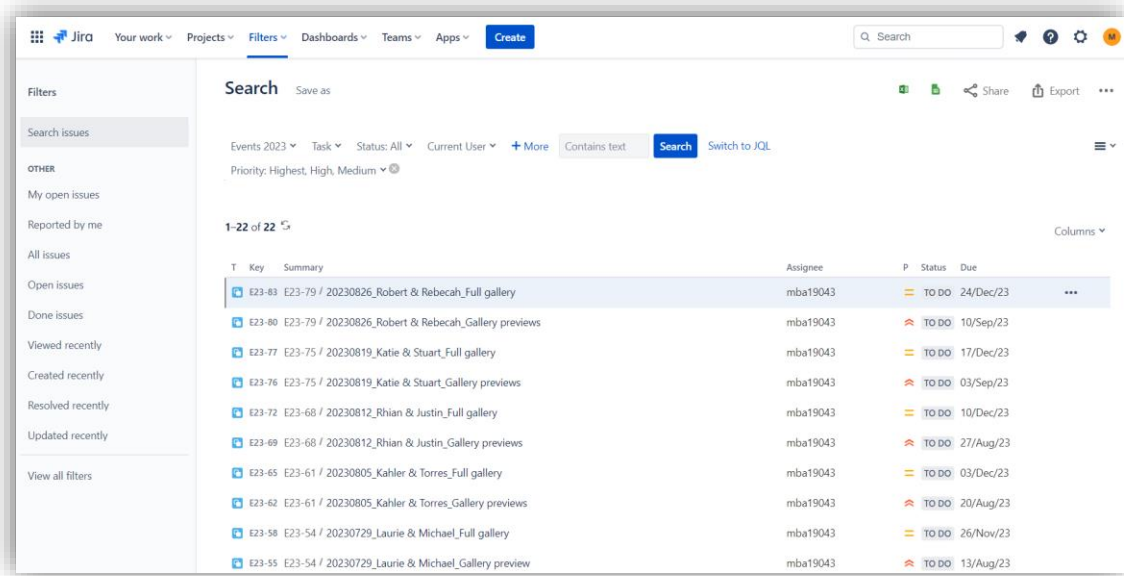 Jira Your work Projects Filters Dashboards Teams Apps Create Search M
Filters
Search issues
OTHER
My open issues
Reported by me
All issues
Open issues
Done issues
Viewed recently
Created recently
Resolved recently
Updated recently
View all filters
Search Save as Share Export
Events 2023 Task Status: All Current User + More Contains text Search Switch to JQL
Priority: Highest, High, Medium
1–22 of 22
Columns
T Key Summary Assignee P Status Due
E23-83 E23-79 / 20230826_Robert & Rebecah_Full gallery mba19043 TO DO 24/Dec/23
E23-80 E23-79 / 20230826_Robert & Rebecah_Gallery previews mba19043 TO DO 10/Sep/23
E23-77 E23-75 / 20230819_Katie & Stuart_Full gallery mba19043 TO DO 17/Dec/23
E23-76 E23-75 / 20230819_Katie & Stuart_Gallery previews mba19043 TO DO 03/Sep/23
E23-72 E23-68 / 20230812_Rhian & Justin_Full gallery mba19043 TO DO 10/Dec/23
E23-69 E23-68 / 20230812_Rhian & Justin_Gallery previews mba19043 TO DO 27/Aug/23
E23-65 E23-61 / 20230805_Kahler & Torres_Full gallery mba19043 TO DO 03/Dec/23
E23-62 E23-61 / 20230805_Kahler & Torres_Gallery previews mba19043 TO DO 20/Aug/23
E23-58 E23-54 / 20230729_Laurie & Michael_Full gallery mba19043 TO DO 26/Nov/23
E23-55 E23-54 / 20230729_Laurie & Michael_Gallery preview mba19043 TO DO 13/Aug/23